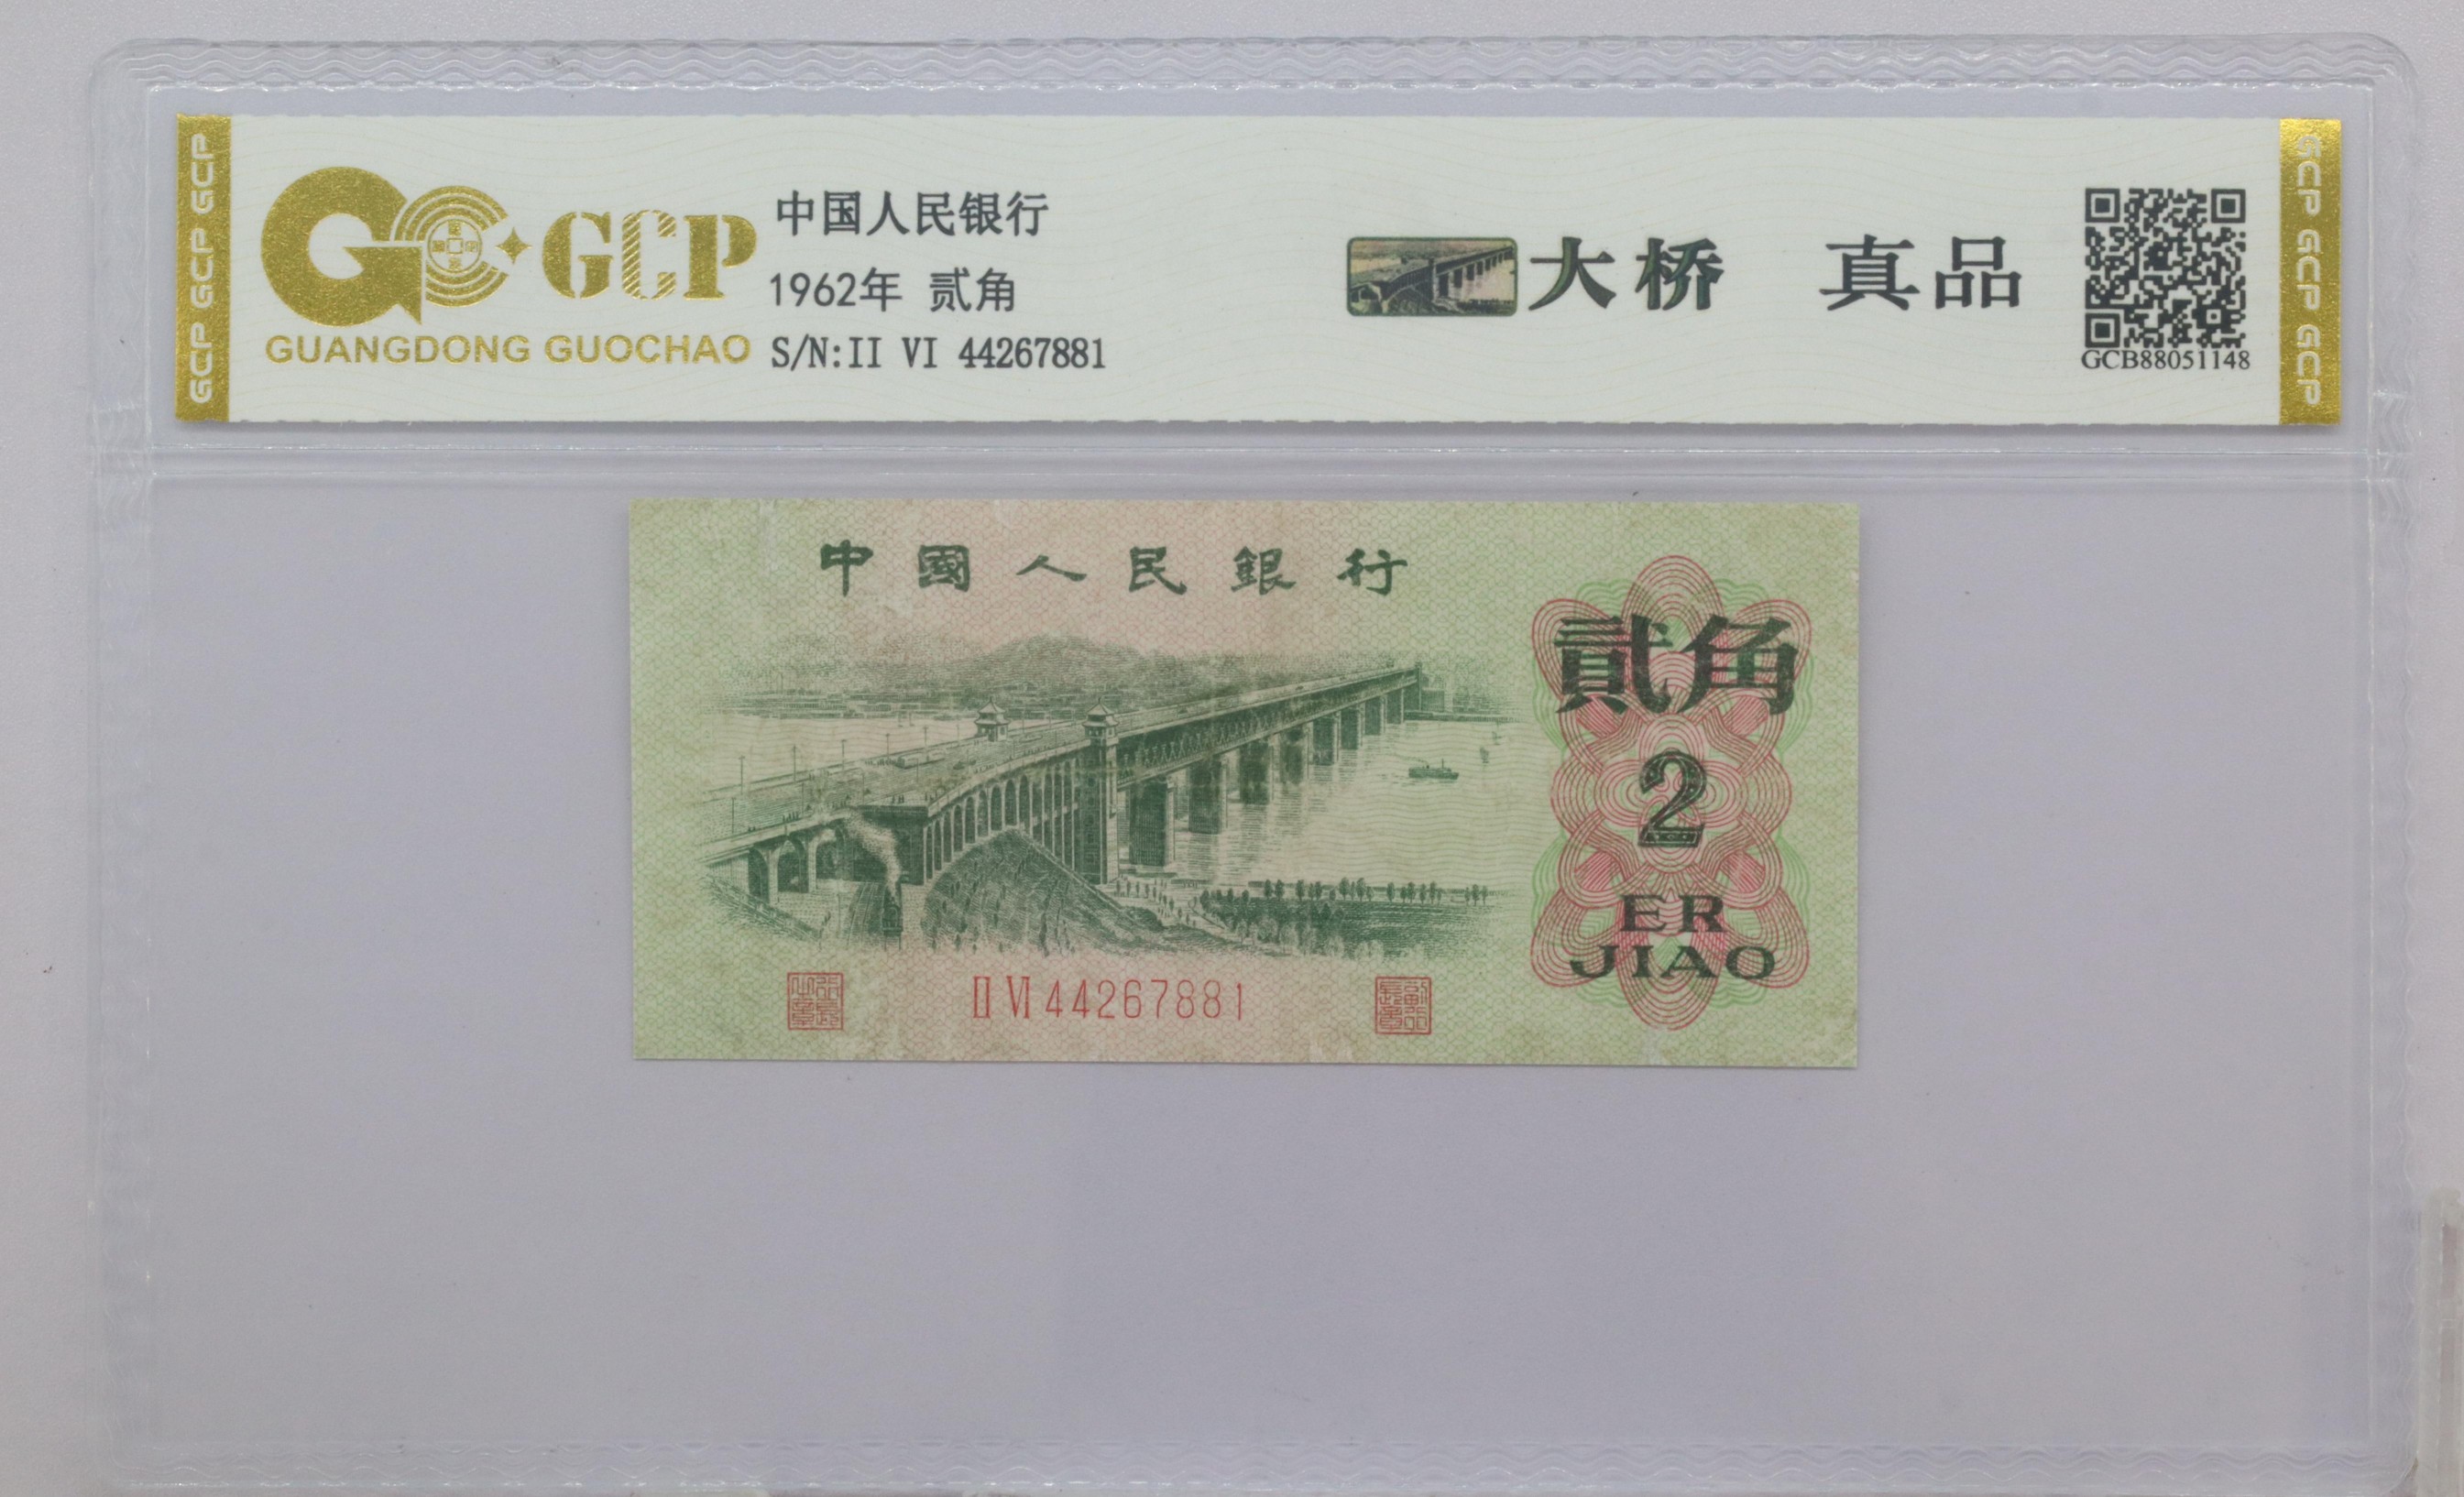 GCP GCP GCP
GCP
GUANGDONG GUOCHAO
中国人民银行
1962年 贰角
S/N:II VI 44267881
大桥 真品
GCB88051148
GCP GCP GCP
中國人民銀行
貳角
2
ER
JIAO
II VI 44267881